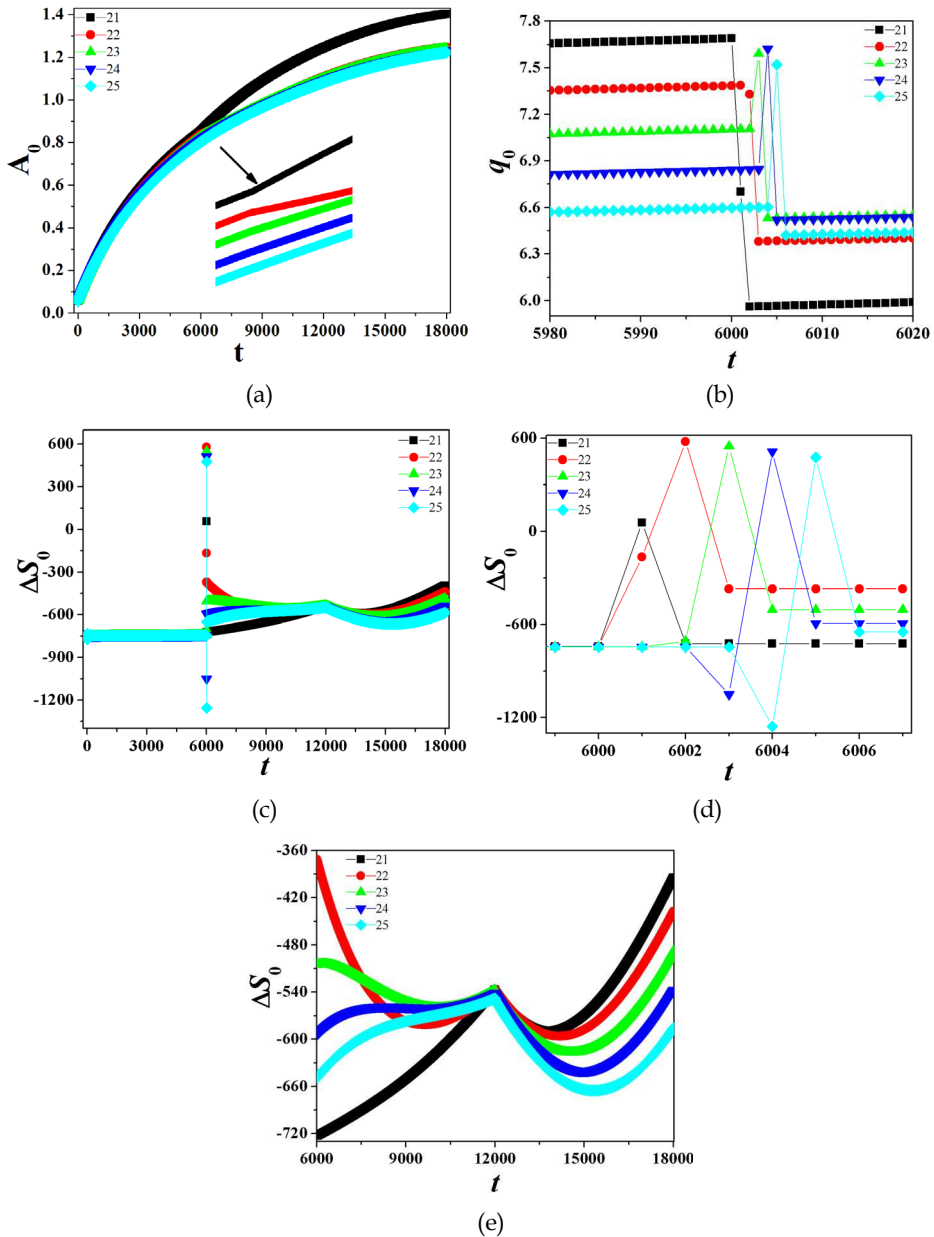 A0
1.4
1.2
1.0
0.8
0.6
0.4
0.2
0.0
21
22
23
24
25
0 3000 6000 9000 12000 15000 18000
t
(a)
q0
7.8
7.5
7.2
6.9
6.6
6.3
6.0
21
22
23
24
25
5980 5990 6000 6010 6020
t
(b)
ΔS0
600
300
0
-300
-600
-900
-1200
21
22
23
24
25
0 3000 6000 9000 12000 15000 18000
t
(c)
ΔS0
600
0
-600
-1200
21
22
23
24
25
6000 6002 6004 6006
t
(d)
ΔS0
-360
-420
-480
-540
-600
-660
-720
21
22
23
24
25
6000 9000 12000 15000 18000
t
(e)